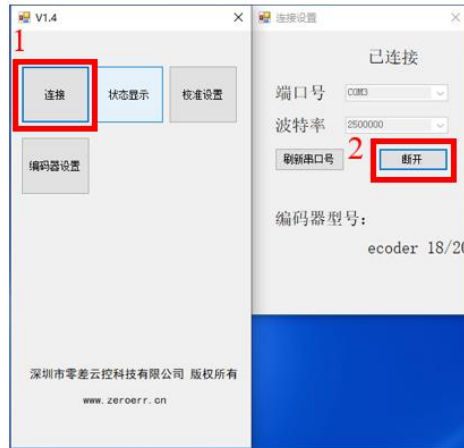 V1.4
1
连接
状态显示
校准设置
编码器设置
深圳市零差云控科技有限公司 版权所有
www.zeroerr.cn
连接设置
已连接
端口号 COM3
波特率 2500000
刷新串口号
2
断开
编码器型号:
ecoder 18/20